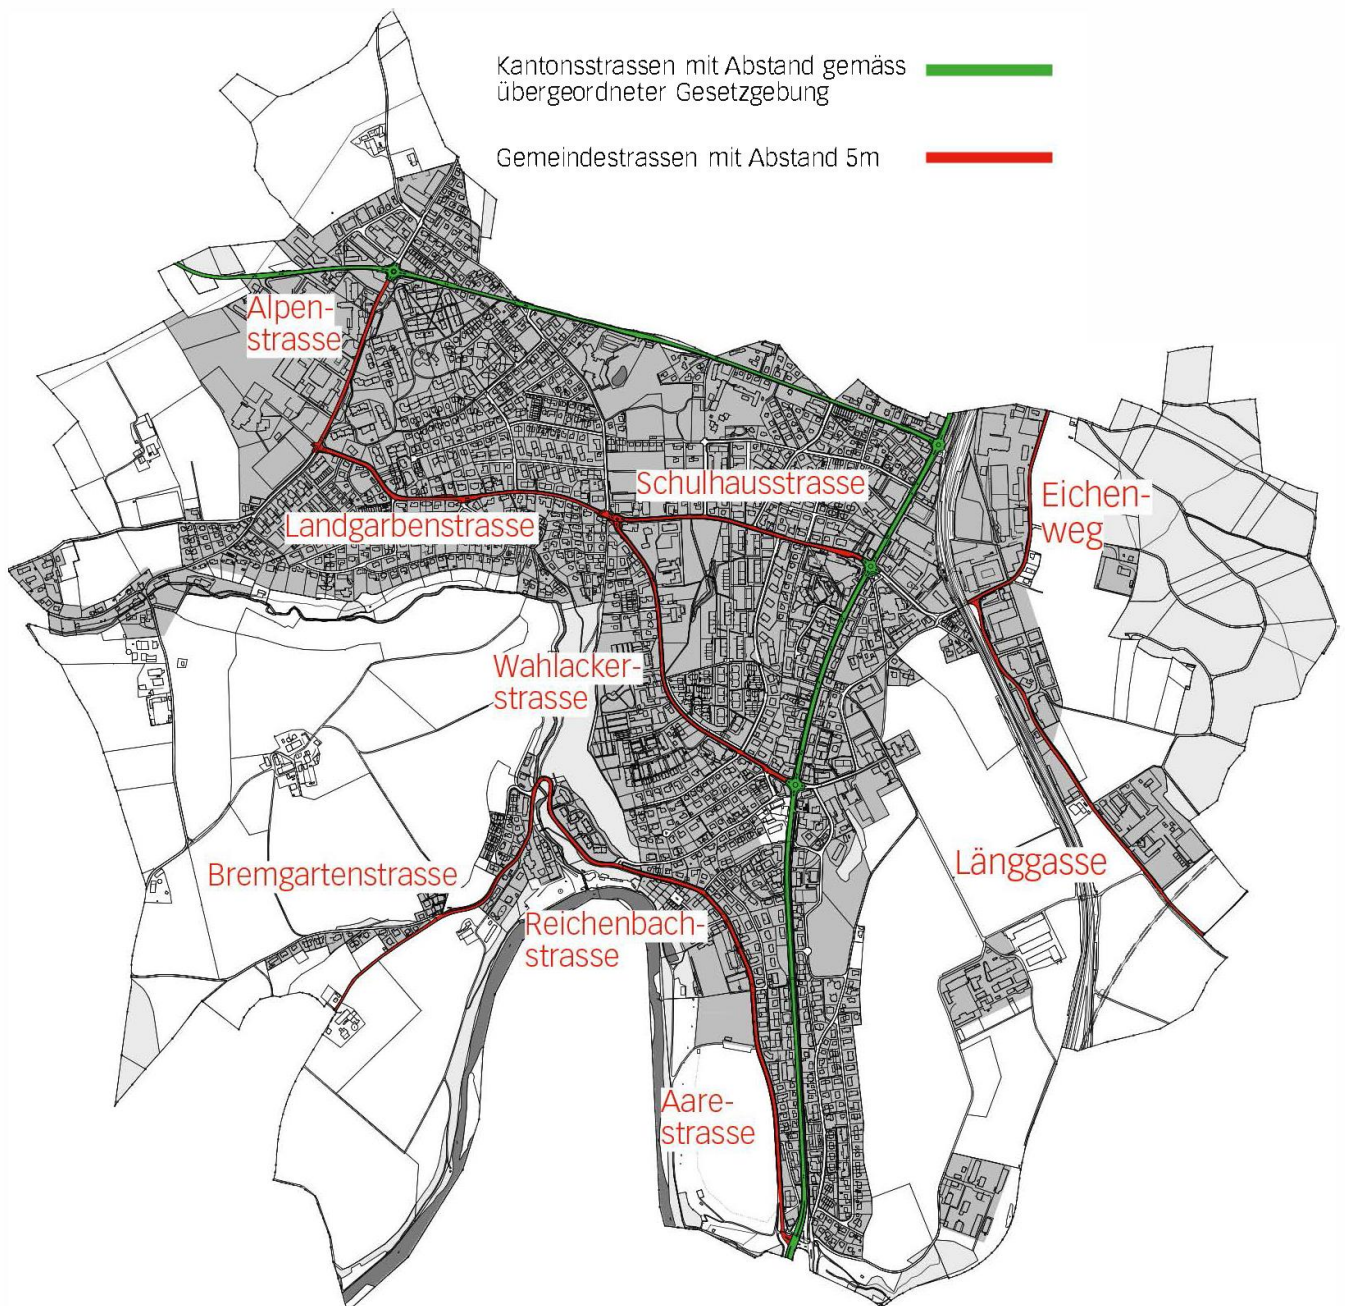 Kantonsstrassen mit Abstand gemäss
übergeordneter Gesetzgebung
Gemeindestrassen mit Abstand 5m
Alpen-
strasse
Schulhausstrasse
Eichen-
weg
Landgarbenstrasse
Wahlacker-
strasse
Länggasse
Bremgartenstrasse
Reichenbach-
strasse
Aare-
strasse